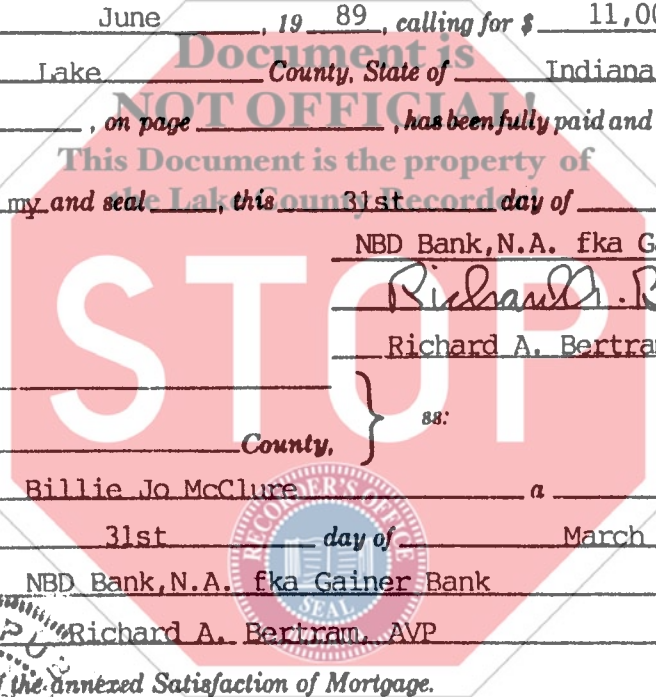 June , 19 89 , calling for $ 11,00
Document is
Lake County, State of Indiana
NOT OFFICIAL!
, on page , has been fully paid and
This Document is the property of
the Lake County Recorder!
my and seal , this 31st day of
NBD Bank,N.A. fka G
Richard A. B
Richard A. Bertra
STOP
ss:
County,
Billie Jo McClure a
RECORDER'S OFFICE
31st day of March
NBD Bank,N.A. fka Gainer Bank
SEAL
Richard A. Bertram, AVP
the annexed Satisfaction of Mortgage.